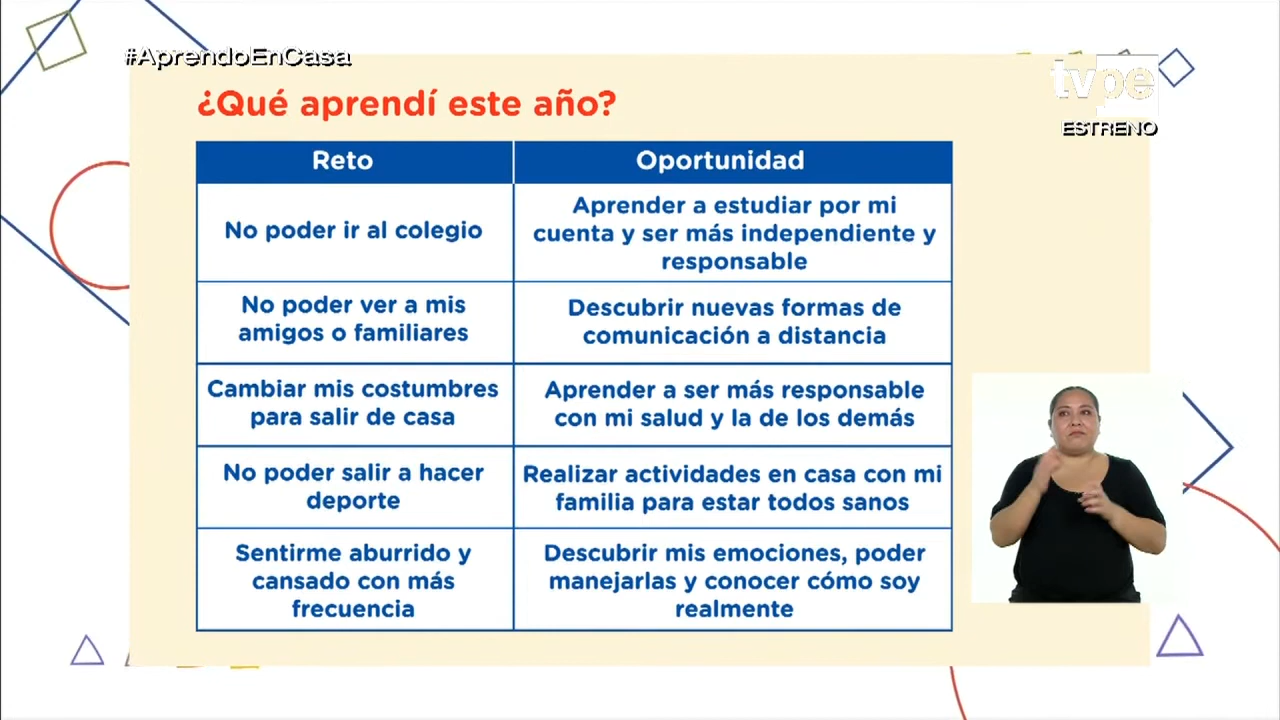 #AprendoEnCasa
tvpe
ESTRENO
¿Qué aprendí este año?
Reto
Oportunidad
No poder ir al colegio
Aprender a estudiar por mi
cuenta y ser más independiente y
responsable
No poder ver a mis
amigos o familiares
Descubrir nuevas formas de
comunicación a distancia
Cambiar mis costumbres
para salir de casa
Aprender a ser más responsable
con mi salud y la de los demás
No poder salir a hacer
deporte
Realizar actividades en casa con mi
familia para estar todos sanos
Sentirme aburrido y
cansado con más
frecuencia
Descubrir mis emociones, poder
manejarlas y conocer cómo soy
realmente